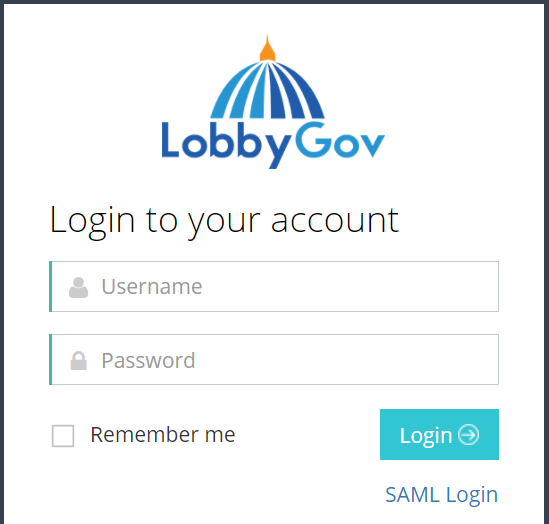 LobbyGov
Login to your account
Username
Password
Remember me
Login
SAML Login